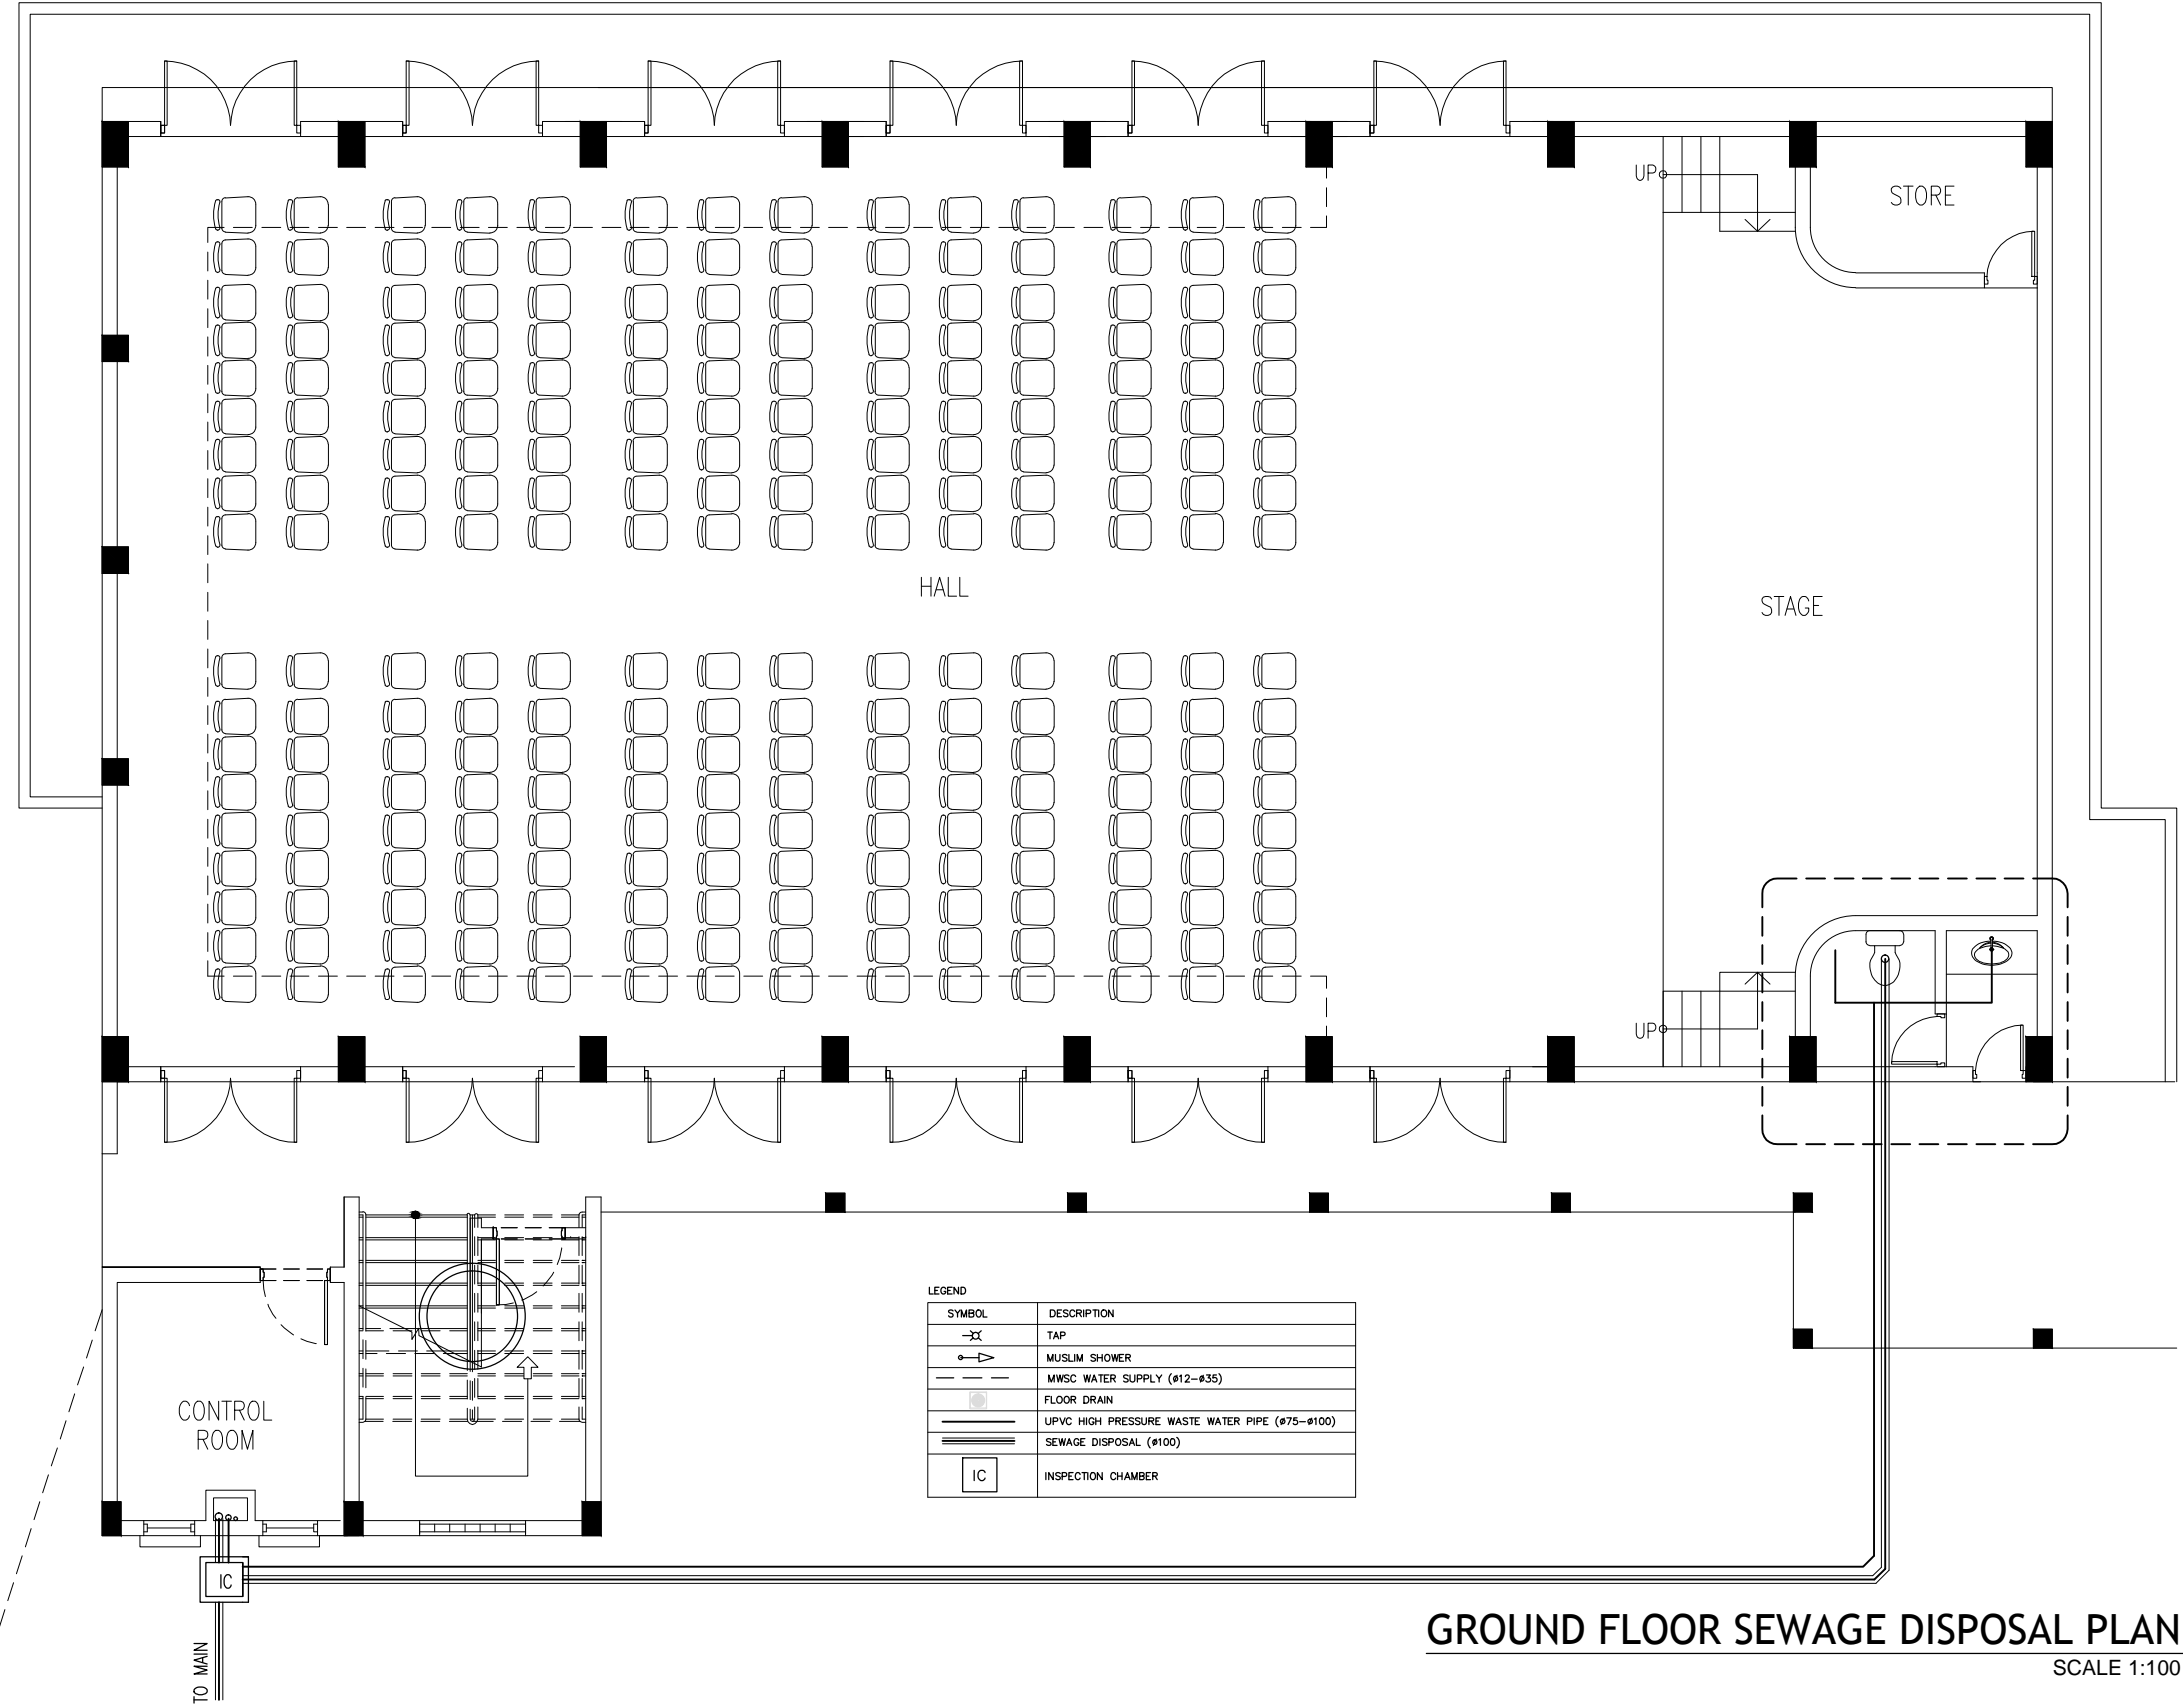 UP
STORE
HALL
STAGE
UP
LEGEND
SYMBOL DESCRIPTION
TAP
MUSLIM SHOWER
MWSC WATER SUPPLY (ø12-ø35)
FLOOR DRAIN
UPVC HIGH PRESSURE WASTE WATER PIPE (ø75-ø100)
SEWAGE DISPOSAL (ø100)
IC INSPECTION CHAMBER
CONTROL
ROOM
IC
TO MAIN
GROUND FLOOR SEWAGE DISPOSAL PLAN
SCALE 1:100